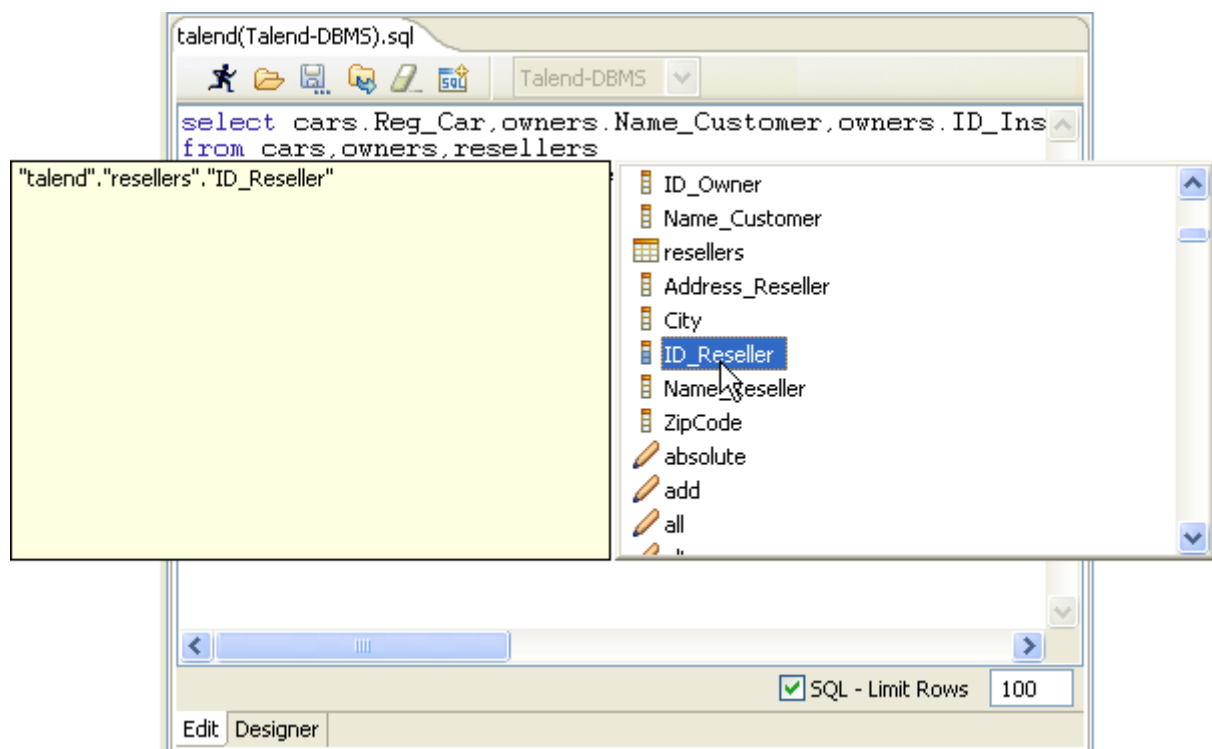 talend(Talend-DBMS).sql
SQL
Talend-DBMS
select cars.Reg_Car,owners.Name_Customer,owners.ID_Ins
from cars,owners,resellers
"talend"."resellers"."ID_Reseller"
ID_Owner
Name_Customer
resellers
Address_Reseller
City
ID_Reseller
Name_Reseller
ZipCode
absolute
add
all
SQL - Limit Rows 100
Edit Designer